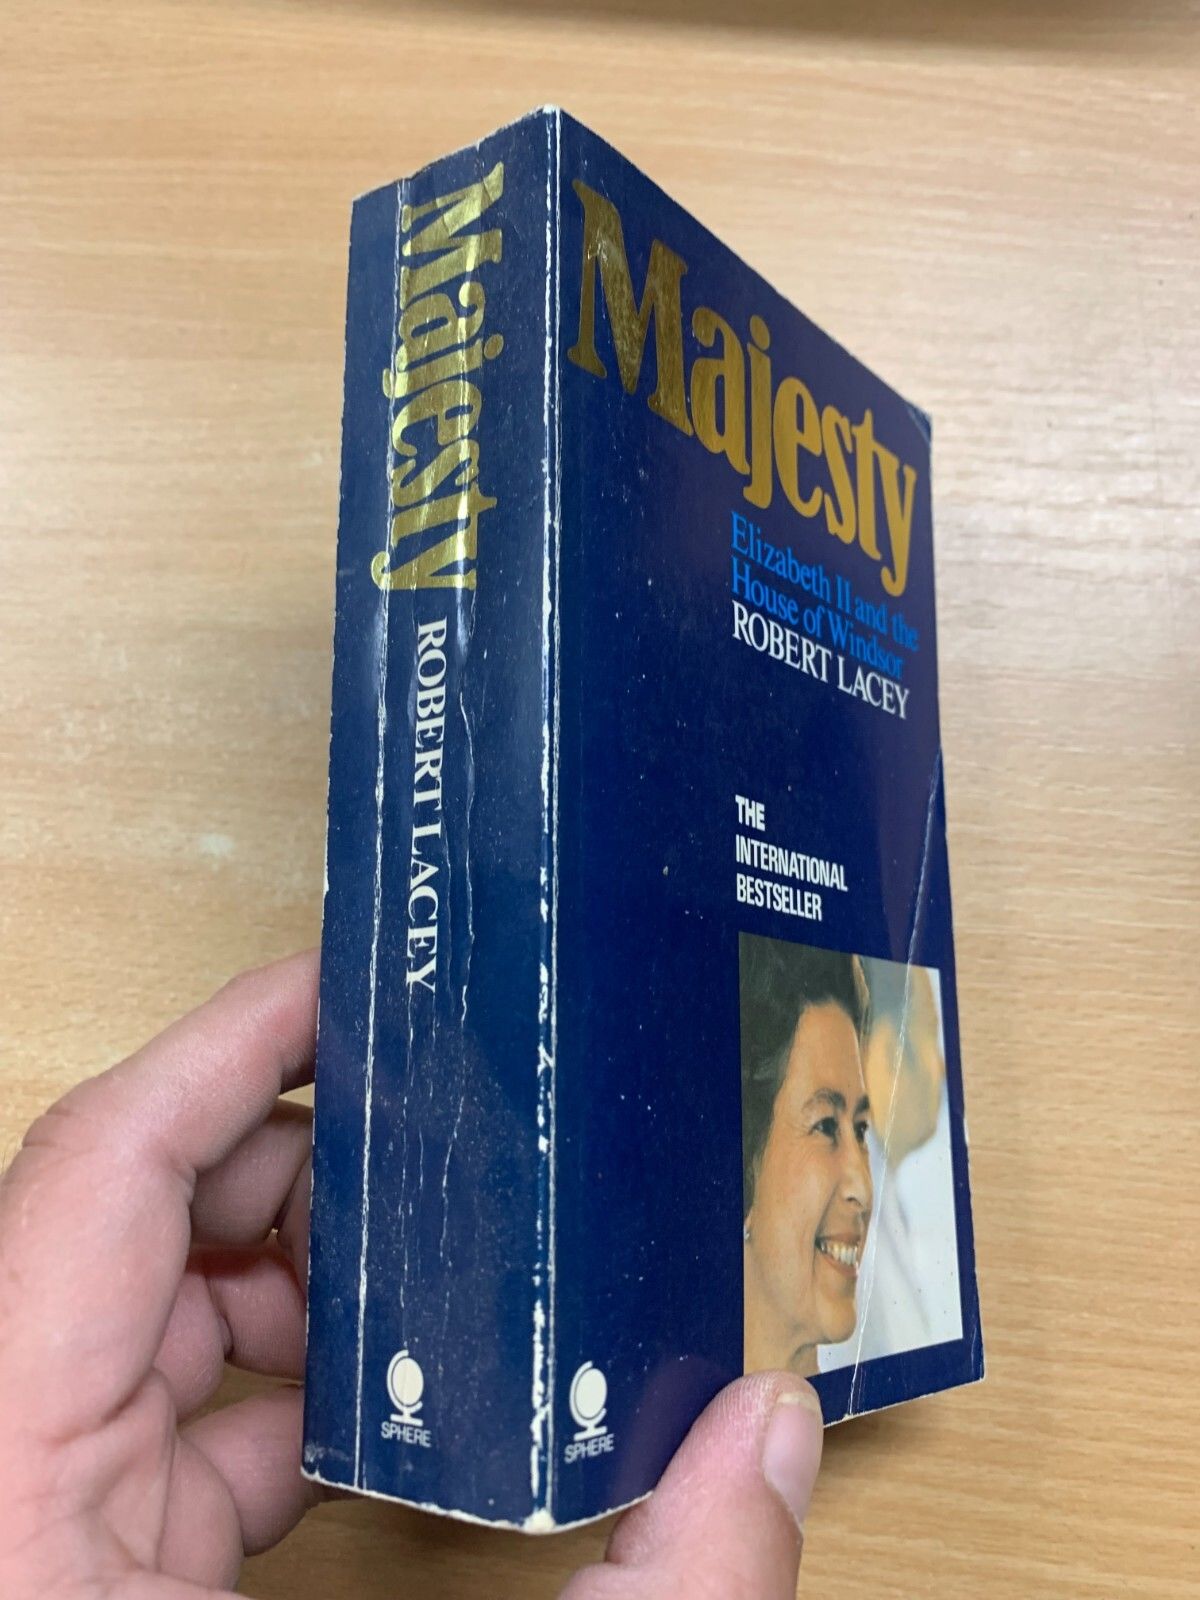 Majesty ROBERT LACEY
SPHERE
Majesty
Elizabeth II and the
House of Windsor
ROBERT LACEY
THE
INTERNATIONAL
BESTSELLER
SPHERE